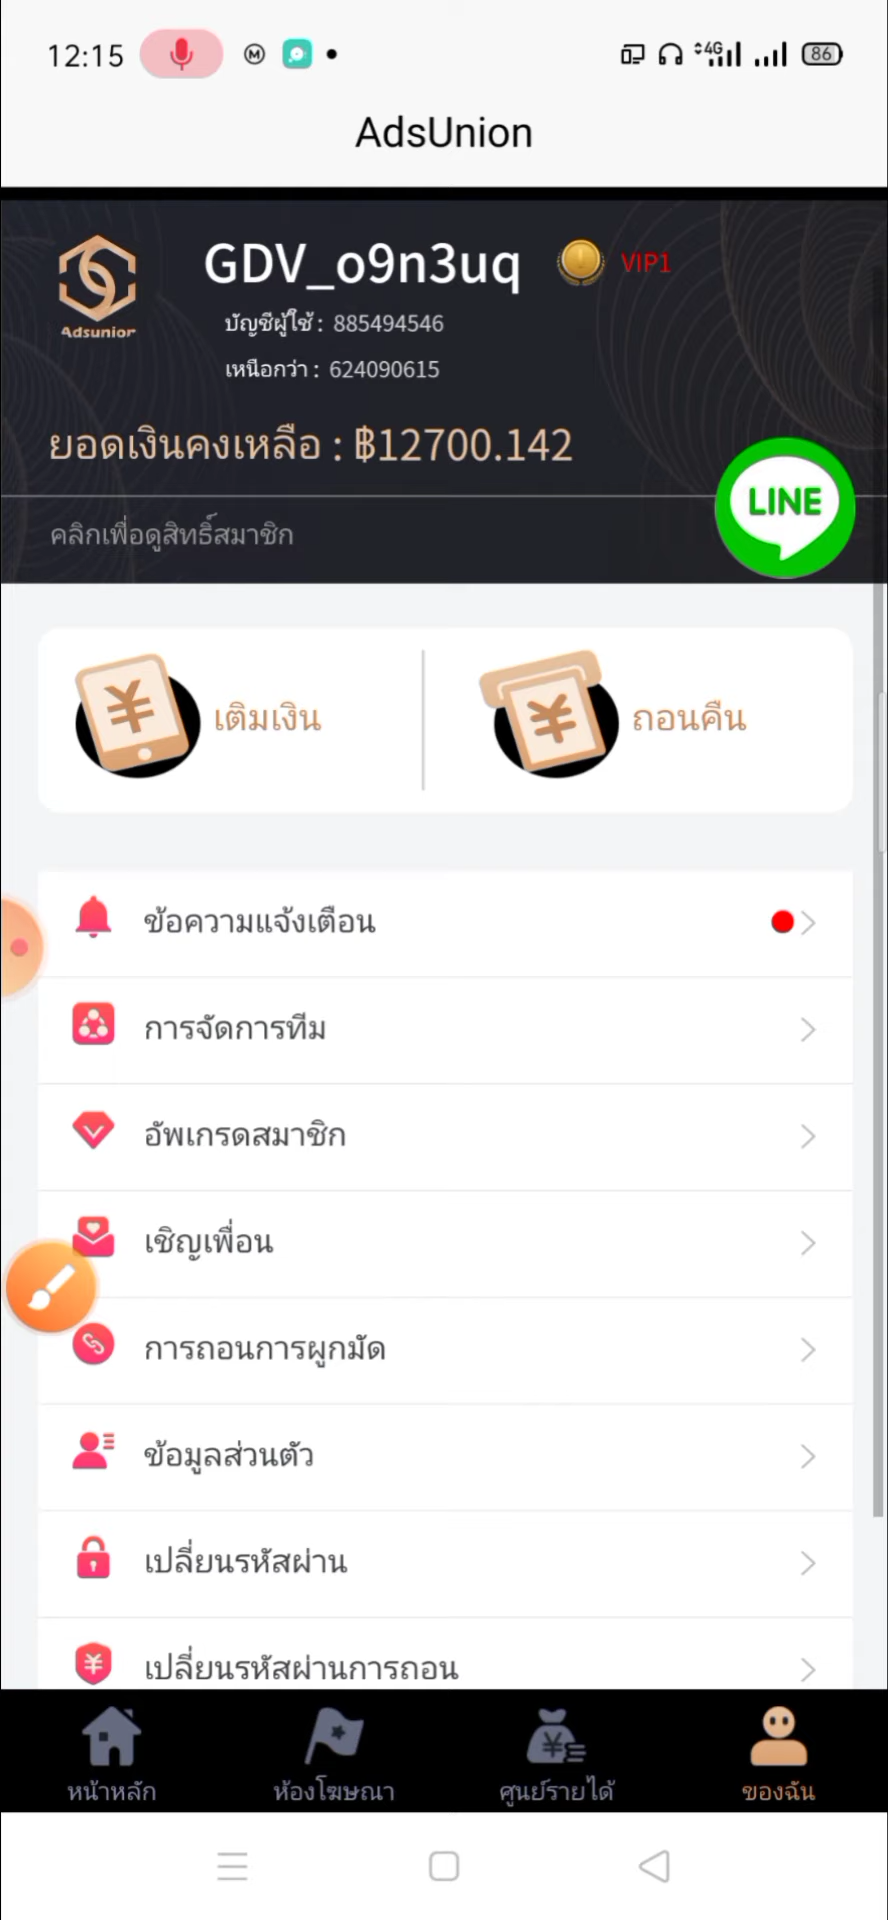 12:15
4G
86
AdsUnion
GDV_o9n3uq
VIP1
Adsunior
บัญชีผู้ใช้ : 885494546
เหนือกว่า : 624090615
ยอดเงินคงเหลือ : ฿12700.142
LINE
คลิกเพื่อดูสิทธิ์สมาชิก
เติมเงิน
ถอนคืน
ข้อความแจ้งเตือน
การจัดการทีม
อัพเกรดสมาชิก
เชิญเพื่อน
การถอนการผูกมัด
ข้อมูลส่วนตัว
เปลี่ยนรหัสผ่าน
เปลี่ยนรหัสผ่านการถอน
หน้าหลัก
ห้องโฆษณา
ศูนย์รายได้
ของฉัน